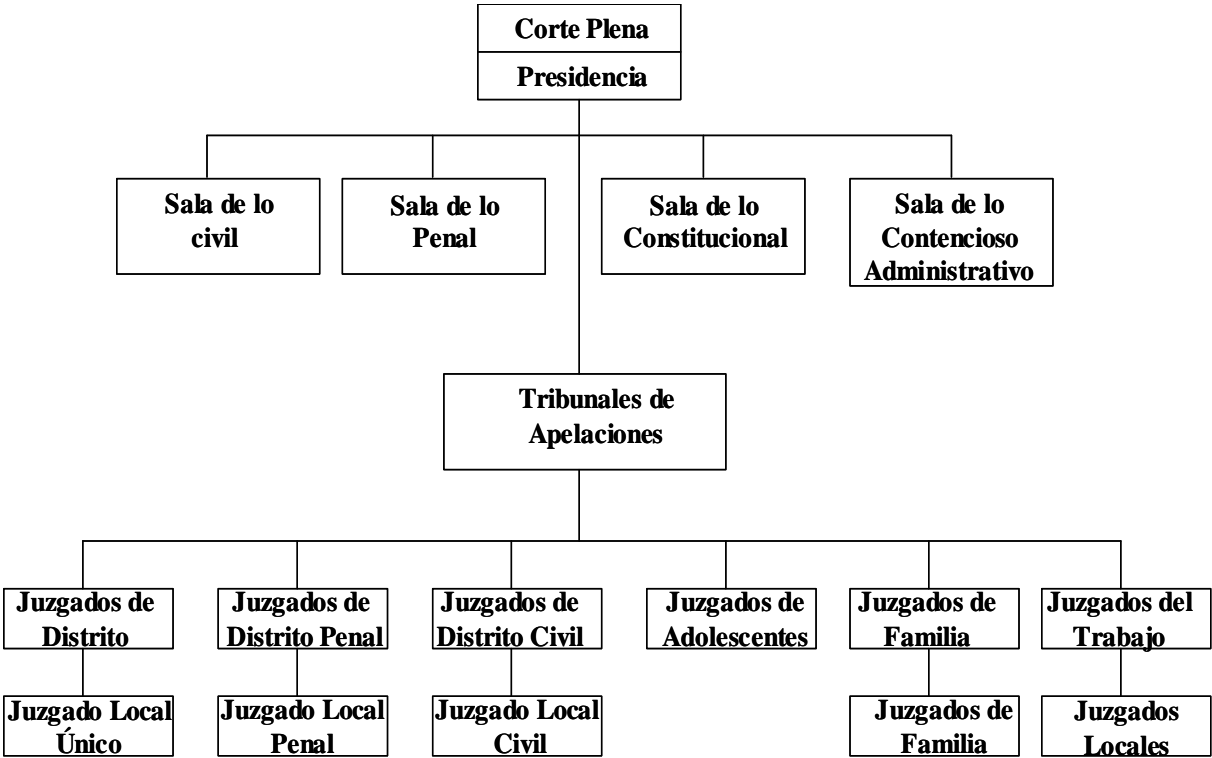 Corte Plena
Presidencia
Sala de lo
civil
Sala de lo
Penal
Sala de lo
Constitucional
Sala de lo
Contencioso
Administrativo
Tribunales de
Apelaciones
Juzgados de
Distrito
Juzgados de
Distrito Penal
Juzgados de
Distrito Civil
Juzgados de
Adolescentes
Juzgados de
Familia
Juzgados del
Trabajo
Juzgado Local
Único
Juzgado Local
Penal
Juzgado Local
Civil
Juzgados de
Familia
Juzgados
Locales